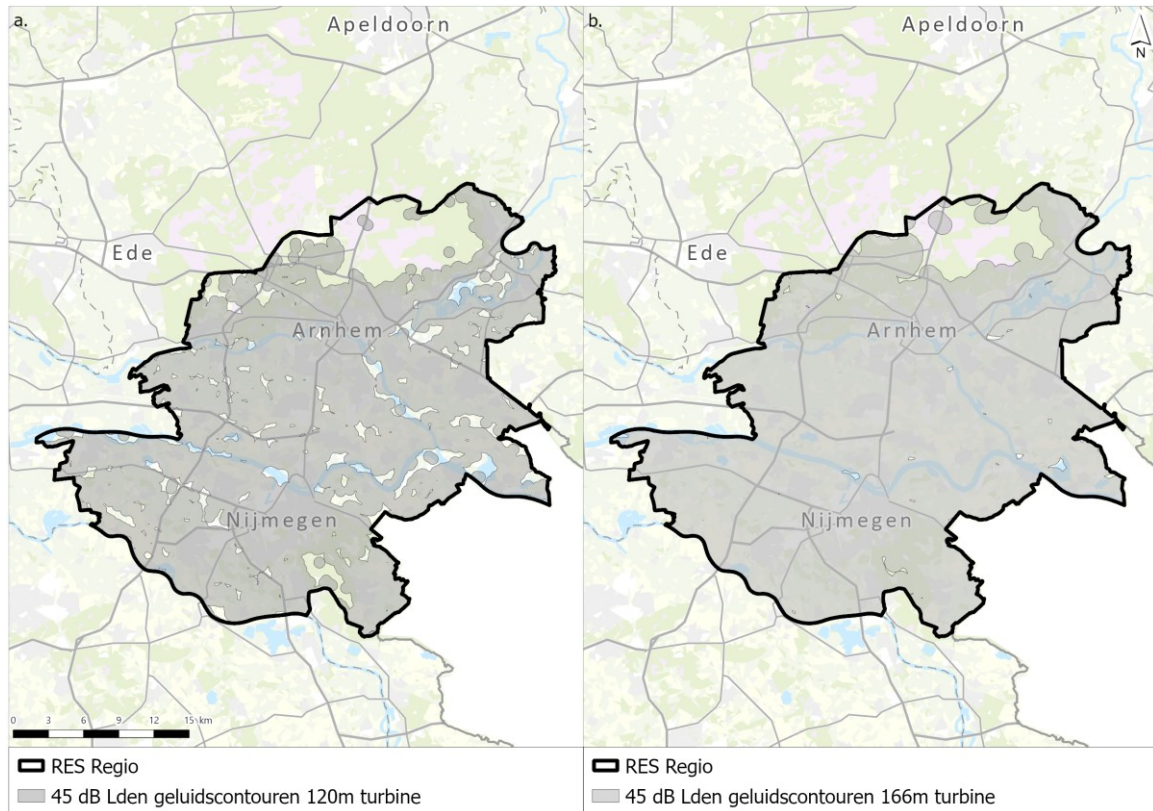 a.
Apeldoorn
Ede
Arnhem
Nijmegen
0 3 6 9 12 15 km
RES Regio
45 dB Lden geluidscontouren 120m turbine
b.
Apeldoorn
N
Ede
Arnhem
Nijmegen
RES Regio
45 dB Lden geluidscontouren 166m turbine